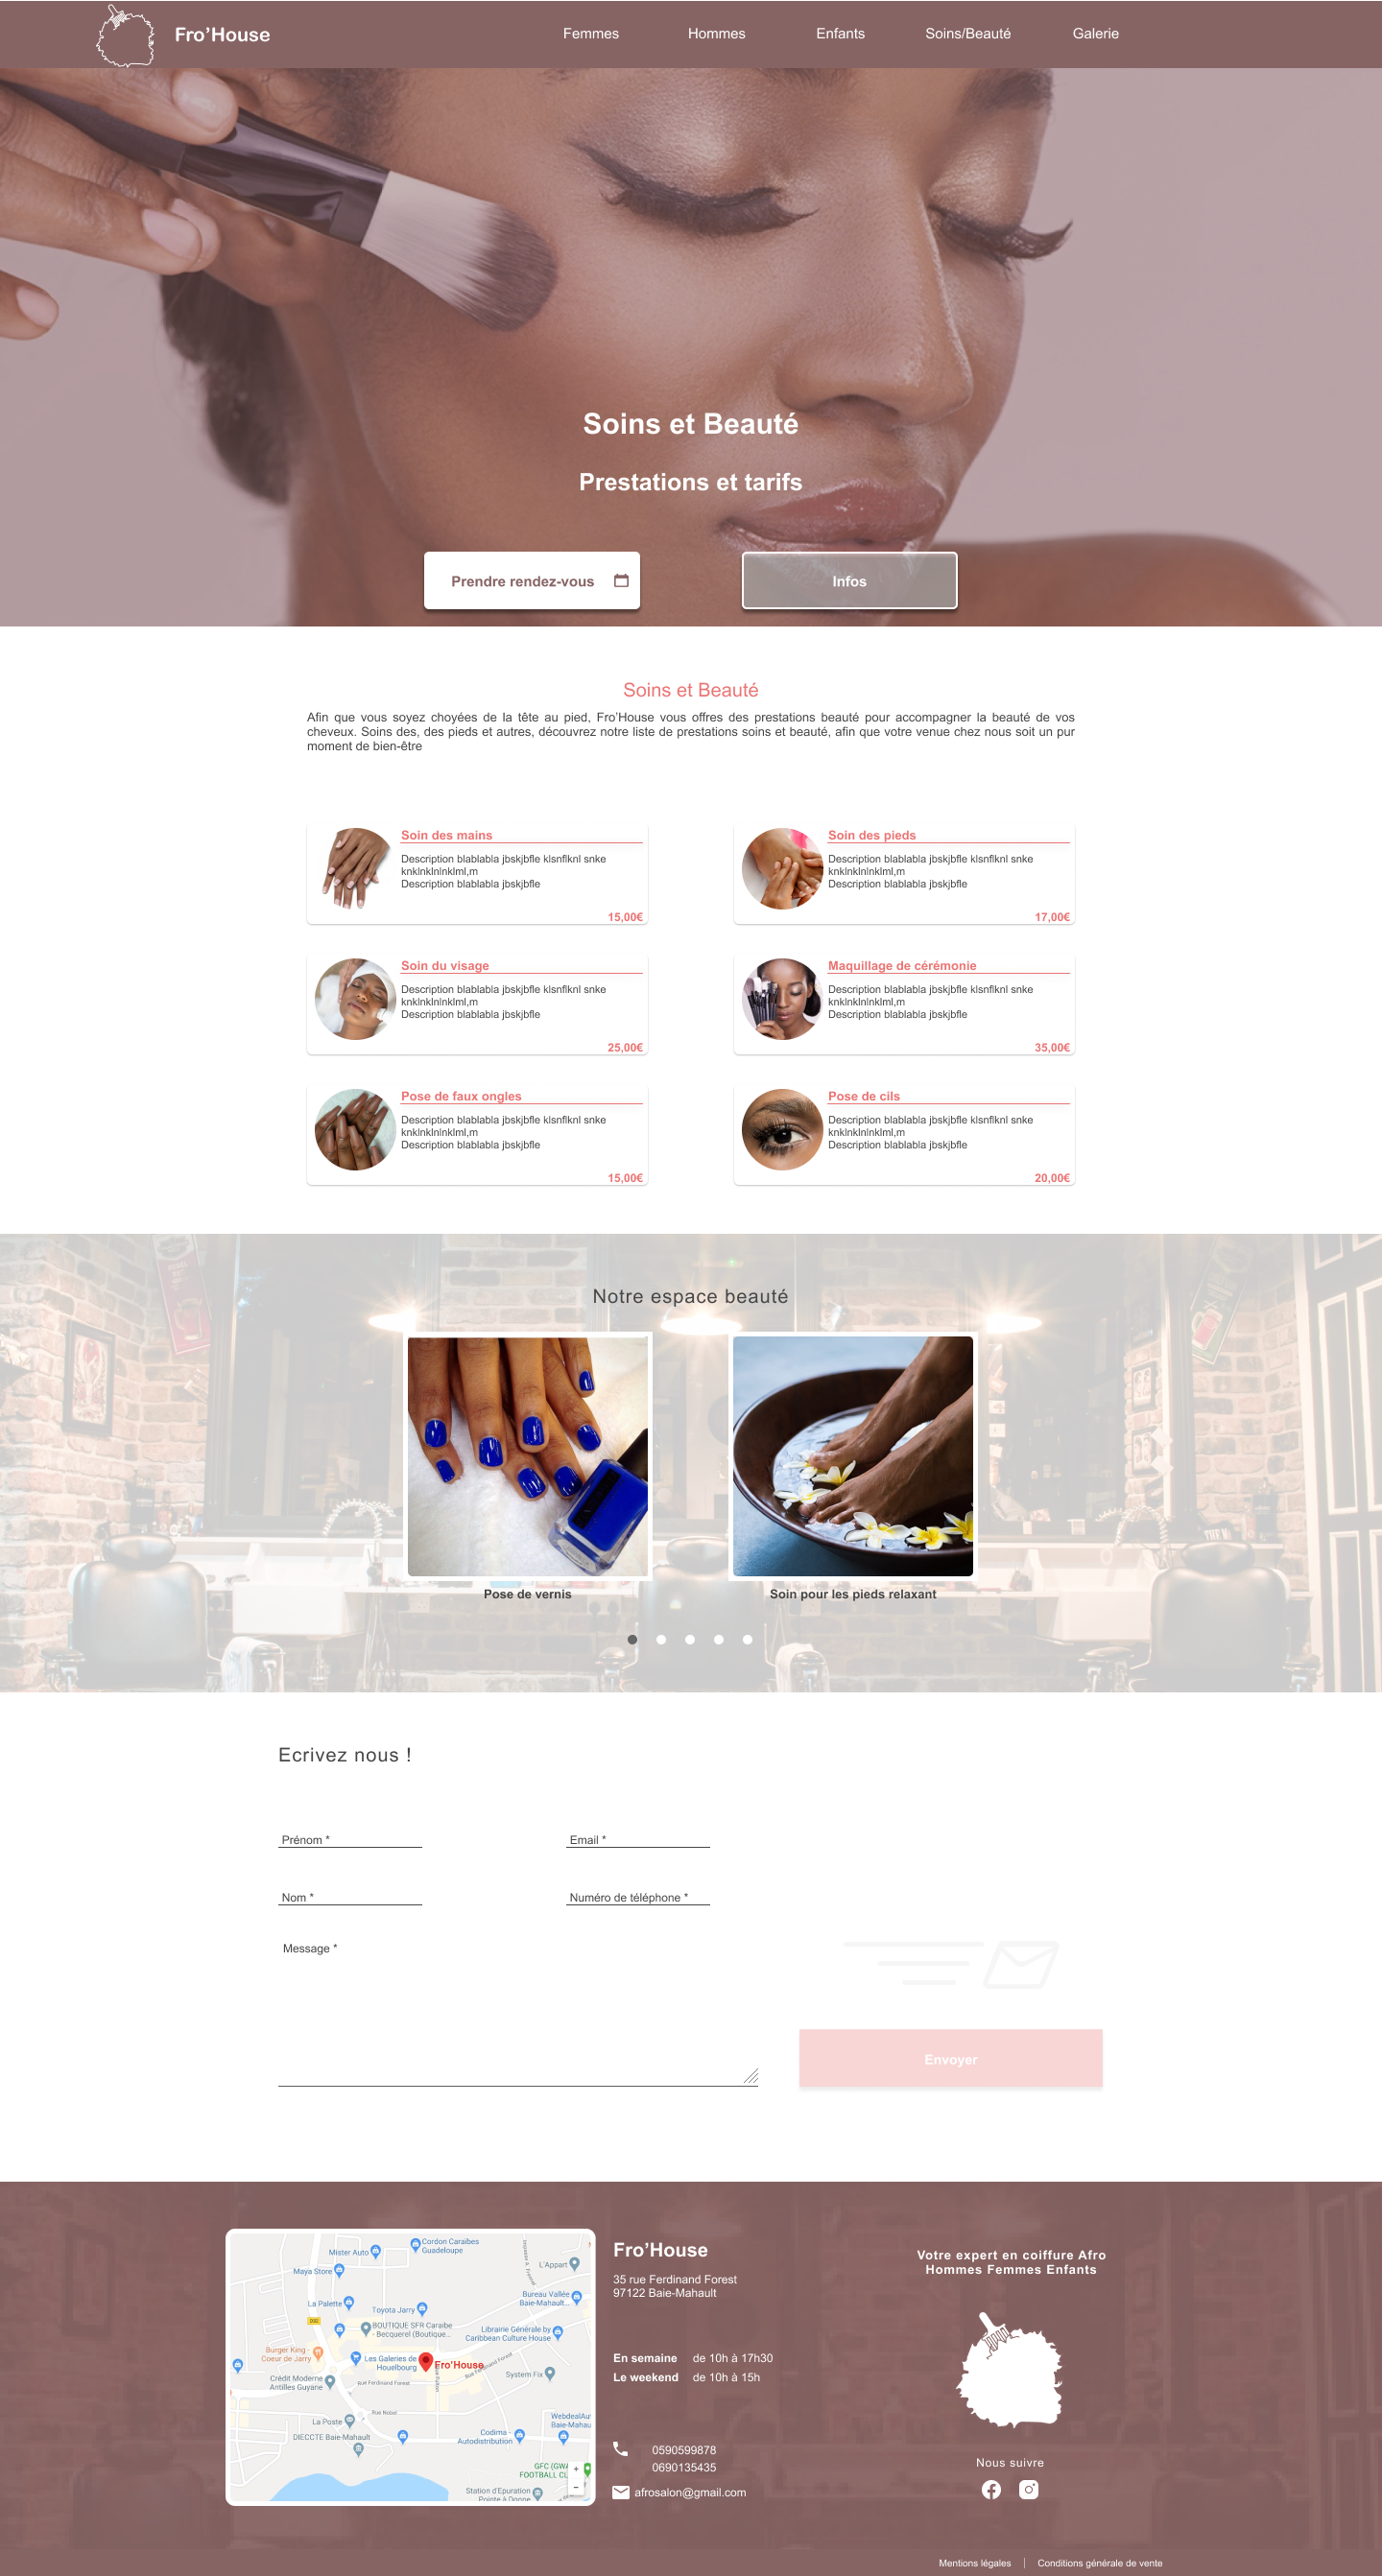 Fro’House
Femmes
Hommes
Enfants
Soins/Beauté
Galerie
Soins et Beauté
Prestations et tarifs
Prendre rendez-vous
Infos
Soins et Beauté
Afin que vous soyez choyées de la tête au pied, Fro’House vous offres des prestations beauté pour accompagner la beauté de vos
cheveux. Soins des, des pieds et autres, découvrez notre liste de prestations soins et beauté, afin que votre venue chez nous soit un pur
moment de bien-être
Soin des mains
Description blablabla jbskjbfle klsnflknl snke
knklnklnlnklml,m
Description blablabla jbskjbfle
15,00€
Soin des pieds
Description blablabla jbskjbfle klsnflknl snke
knklnklnlnklml,m
Description blablabla jbskjbfle
17,00€
Soin du visage
Description blablabla jbskjbfle klsnflknl snke
knklnklnlnklml,m
Description blablabla jbskjbfle
25,00€
Maquillage de cérémonie
Description blablabla jbskjbfle klsnflknl snke
knklnklnlnklml,m
Description blablabla jbskjbfle
35,00€
Pose de faux ongles
Description blablabla jbskjbfle klsnflknl snke
knklnklnlnklml,m
Description blablabla jbskjbfle
15,00€
Pose de cils
Description blablabla jbskjbfle klsnflknl snke
knklnklnlnklml,m
Description blablabla jbskjbfle
20,00€
Notre espace beauté
Pose de vernis
Soin pour les pieds relaxant
Ecrivez nous !
Prénom *
Email *
Nom *
Numéro de téléphone *
Message *
Envoyer
Cordon Caraibes
Guadeloupe
Mister Auto
L'Appart
Maya Store
Impasse A. Fresnel
Bureau Vallée
Baie-Mahault...
La Palette
Toyota Jarry
BOUTIQUE SFR Caraibe
- Becquerel (Boutique...
Librairie Générale by
Caribbean Culture House
Burger King -
Coeur de Jarry
Les Galeries de
Houelbourg
Fro’House
Rue Ferdinand Forest
System Fix
Crédit Moderne
Antilles Guyane
Rue Ferdinand Forest
Rue Fulton
La Poste
DIECCTE Baie-Mahault
WebdealAu
Baie-Mahau
Codima -
Autodistribution
GFC (GWA
FOOTBALL CL
Station d'Epuration
Pointe à Donne
+
−
Fro’House
35 rue Ferdinand Forest
97122 Baie-Mahault
En semaine de 10h à 17h30
Le weekend de 10h à 15h
0590599878
0690135435
afrosalon@gmail.com
Votre expert en coiffure Afro
Hommes Femmes Enfants
Nous suivre
Mentions légales
Conditions générale de vente